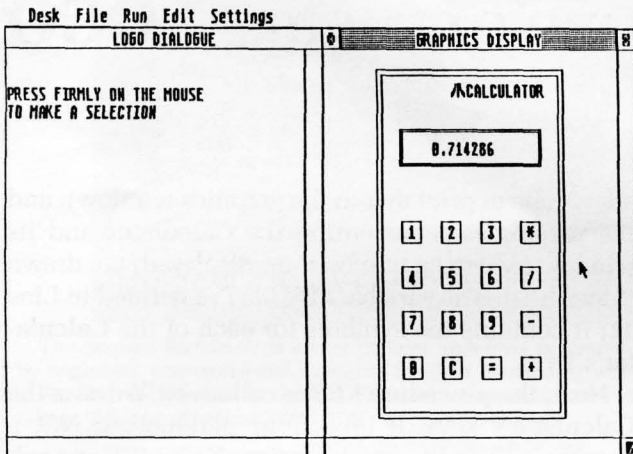 Desk File Run Edit Settings
LOGO DIALOGUE
GRAPHICS DISPLAY
PRESS FIRMLY ON THE MOUSE
TO MAKE A SELECTION
CALCULATOR
0.714286
1 2 3 *
4 5 6 /
7 8 9 -
0 C = +